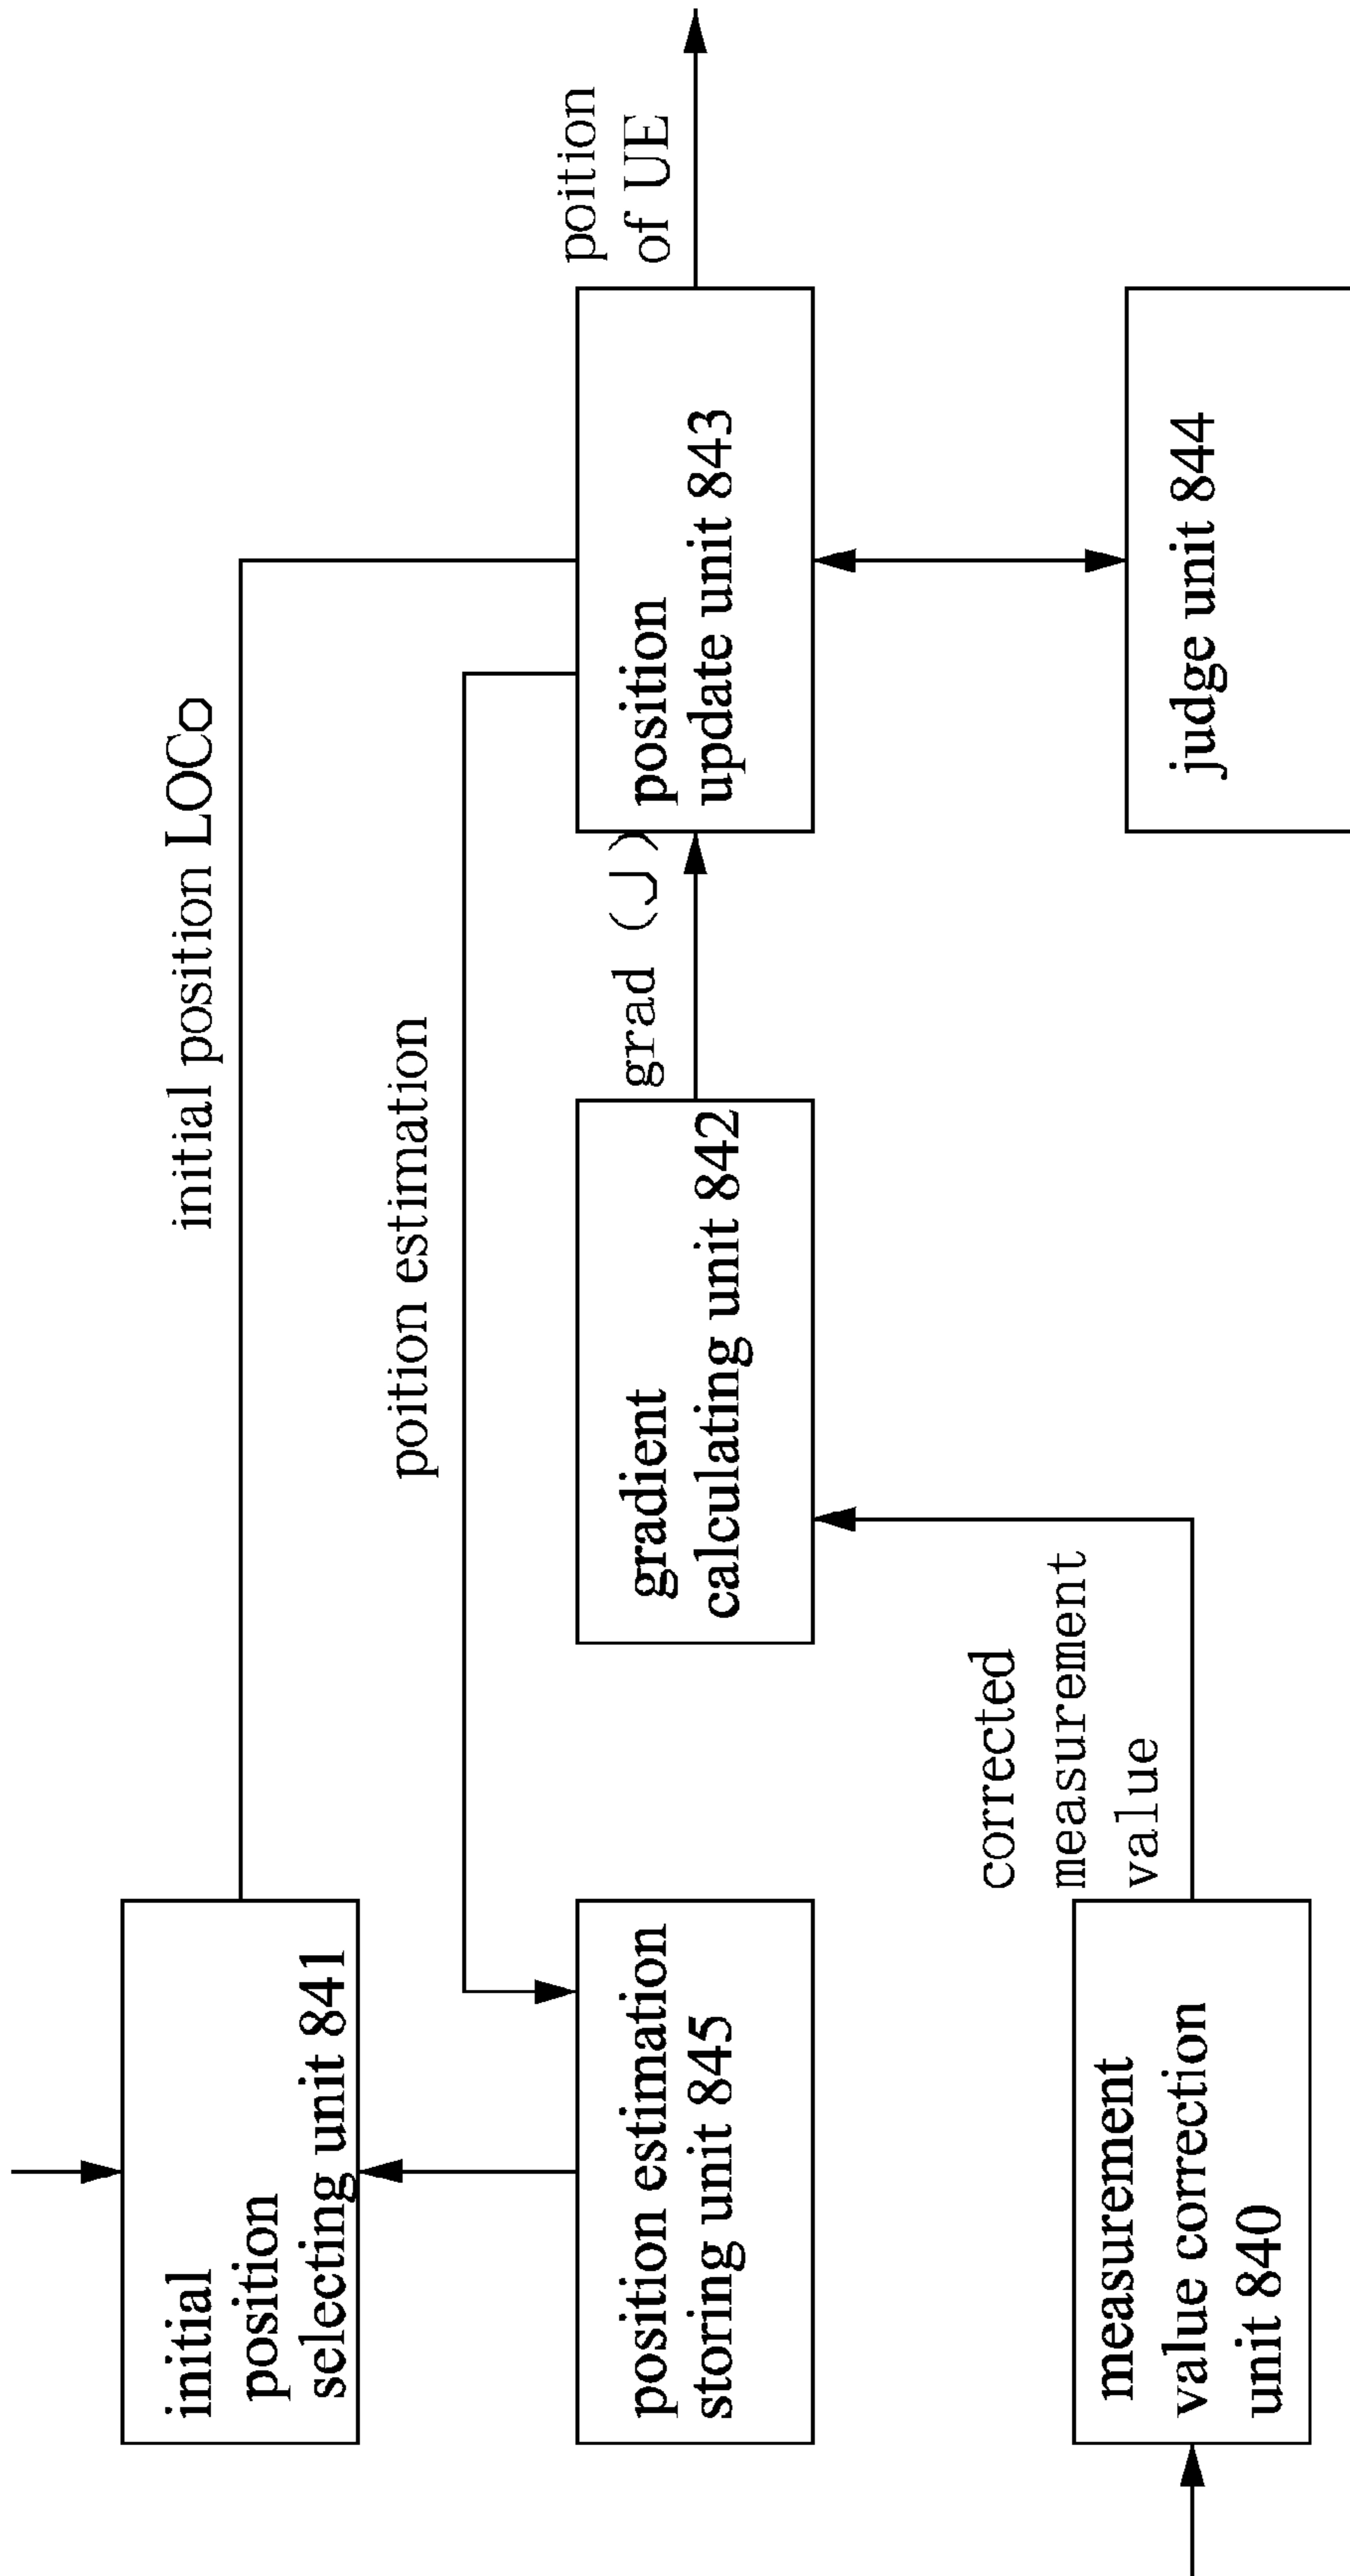 initial position LOCo
initial
position
selecting unit 841
poition estimation
poition
of UE
position estimation
storing unit 845
gradient
calculating unit 842
grad (J)
position
update unit 843
corrected
measurement
value
measurement
value correction
unit 840
judge unit 844